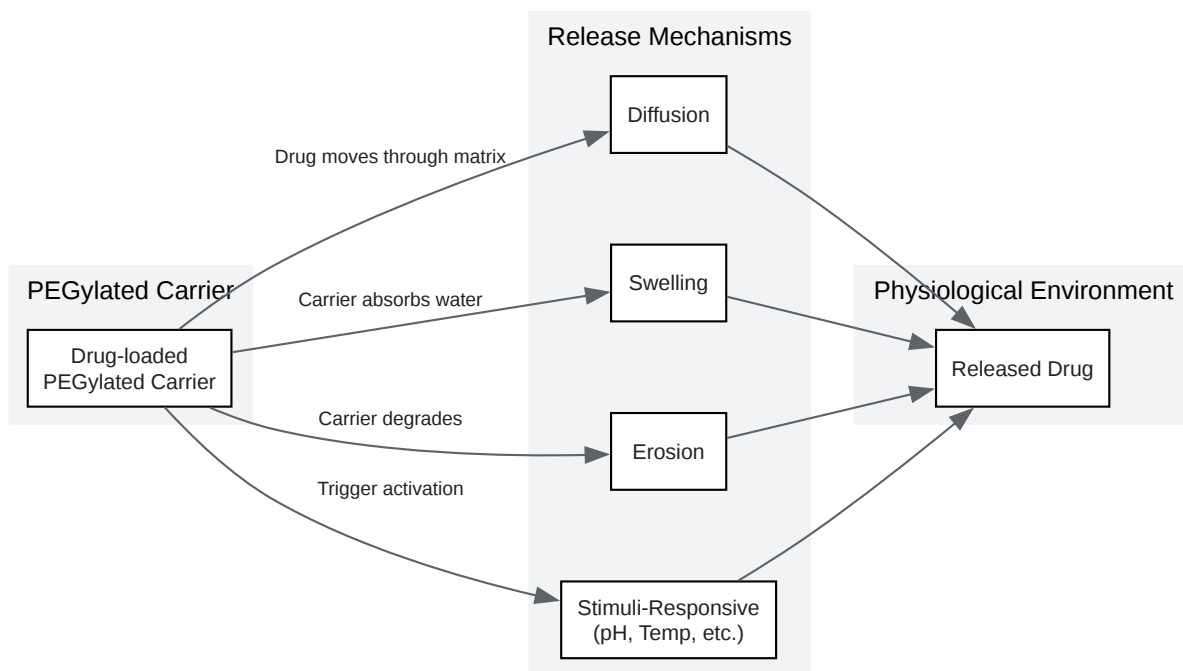 Release Mechanisms
Diffusion
Drug moves through matrix
Swelling
PEGylated Carrier
Carrier absorbs water
Physiological Environment
Drug-loaded
PEGylated Carrier
Released Drug
Carrier degrades
Erosion
Trigger activation
Stimuli-Responsive
(pH, Temp, etc.)